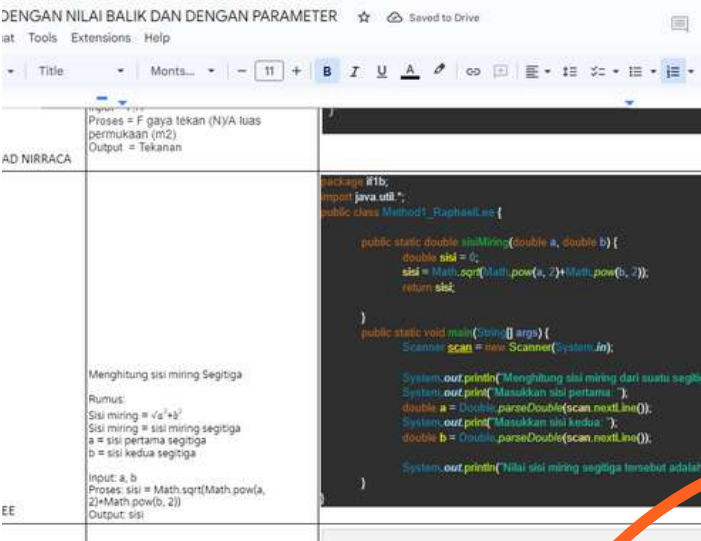 DENGAN NILAI BALIK DAN DENGAN PARAMETER Saved to Drive
at Tools Extensions Help
Title Monts... - 11 + B I U A
Proses = F gaya tekan (N)/A luas
permukaan (m2)
Output = Tekanan
AD NIRRACA
}
package if1b;
import java.util.*;
public class Method1_RaphaelLee {
public static double sisiMiring(double a, double b) {
double sisi = 0;
sisi = Math.sqrt(Math.pow(a, 2)+Math.pow(b, 2));
return sisi;
}
public static void main(String[] args) {
Scanner scan = new Scanner(System.in);
System.out.println("Menghitung sisi miring dari suatu segiti
System.out.print("Masukkan sisi pertama: ");
double a = Double.parseDouble(scan.nextLine());
System.out.print("Masukkan sisi kedua: ");
double b = Double.parseDouble(scan.nextLine());
System.out.println("Nilai sisi miring segitiga tersebut adalah
}
}
Menghitung sisi miring Segitiga
Rumus:
Sisi miring = √a²+b²
Sisi miring = sisi miring segitiga
a = sisi pertama segitiga
b = sisi kedua segitiga
Input: a, b
Proses: sisi = Math.sqrt(Math.pow(a,
2)+Math.pow(b, 2))
Output: sisi
EE